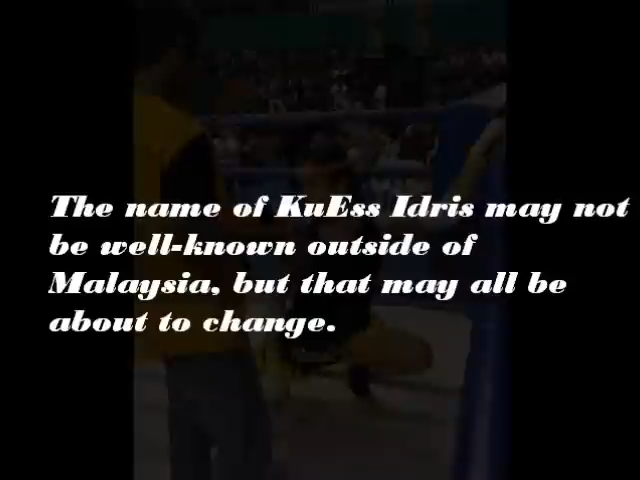 The name of KuEss Idris may not
be well-known outside of
Malaysia, but that may all be
about to change.